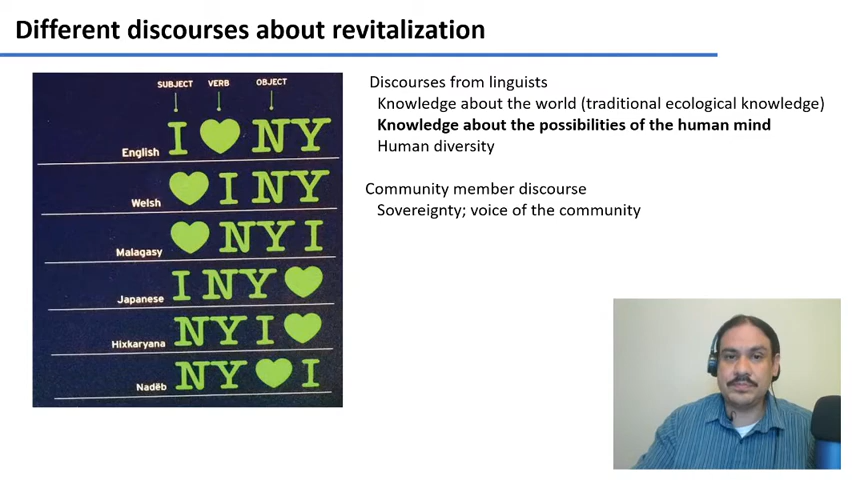 Different discourses about revitalization
SUBJECT VERB OBJECT
English I ♥ NY
Welsh ♥ I NY
Malagasy ♥ NY I
Japanese I NY ♥
Hixkaryana NY I ♥
Nadëb NY ♥ I
Discourses from linguists
Knowledge about the world (traditional ecological knowledge)
Knowledge about the possibilities of the human mind
Human diversity
Community member discourse
Sovereignty; voice of the community